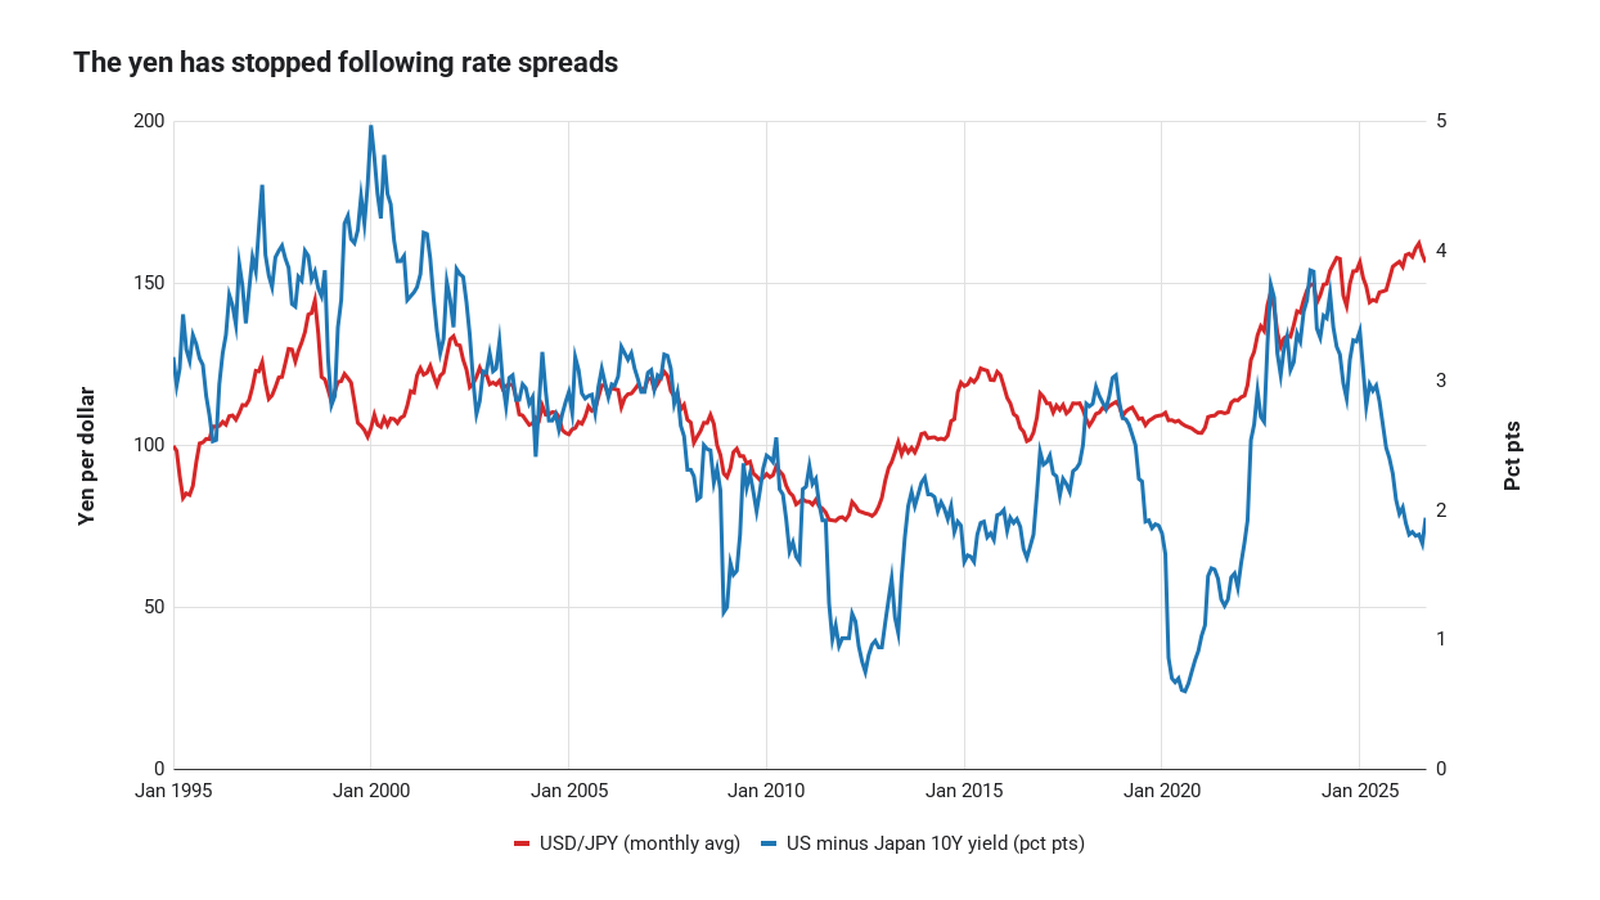 The yen has stopped following rate spreads
200
150
100
50
0
5
4
3
2
1
0
Yen per dollar
Pct pts
Jan 1995
Jan 2000
Jan 2005
Jan 2010
Jan 2015
Jan 2020
Jan 2025
USD/JPY (monthly avg)
US minus Japan 10Y yield (pct pts)